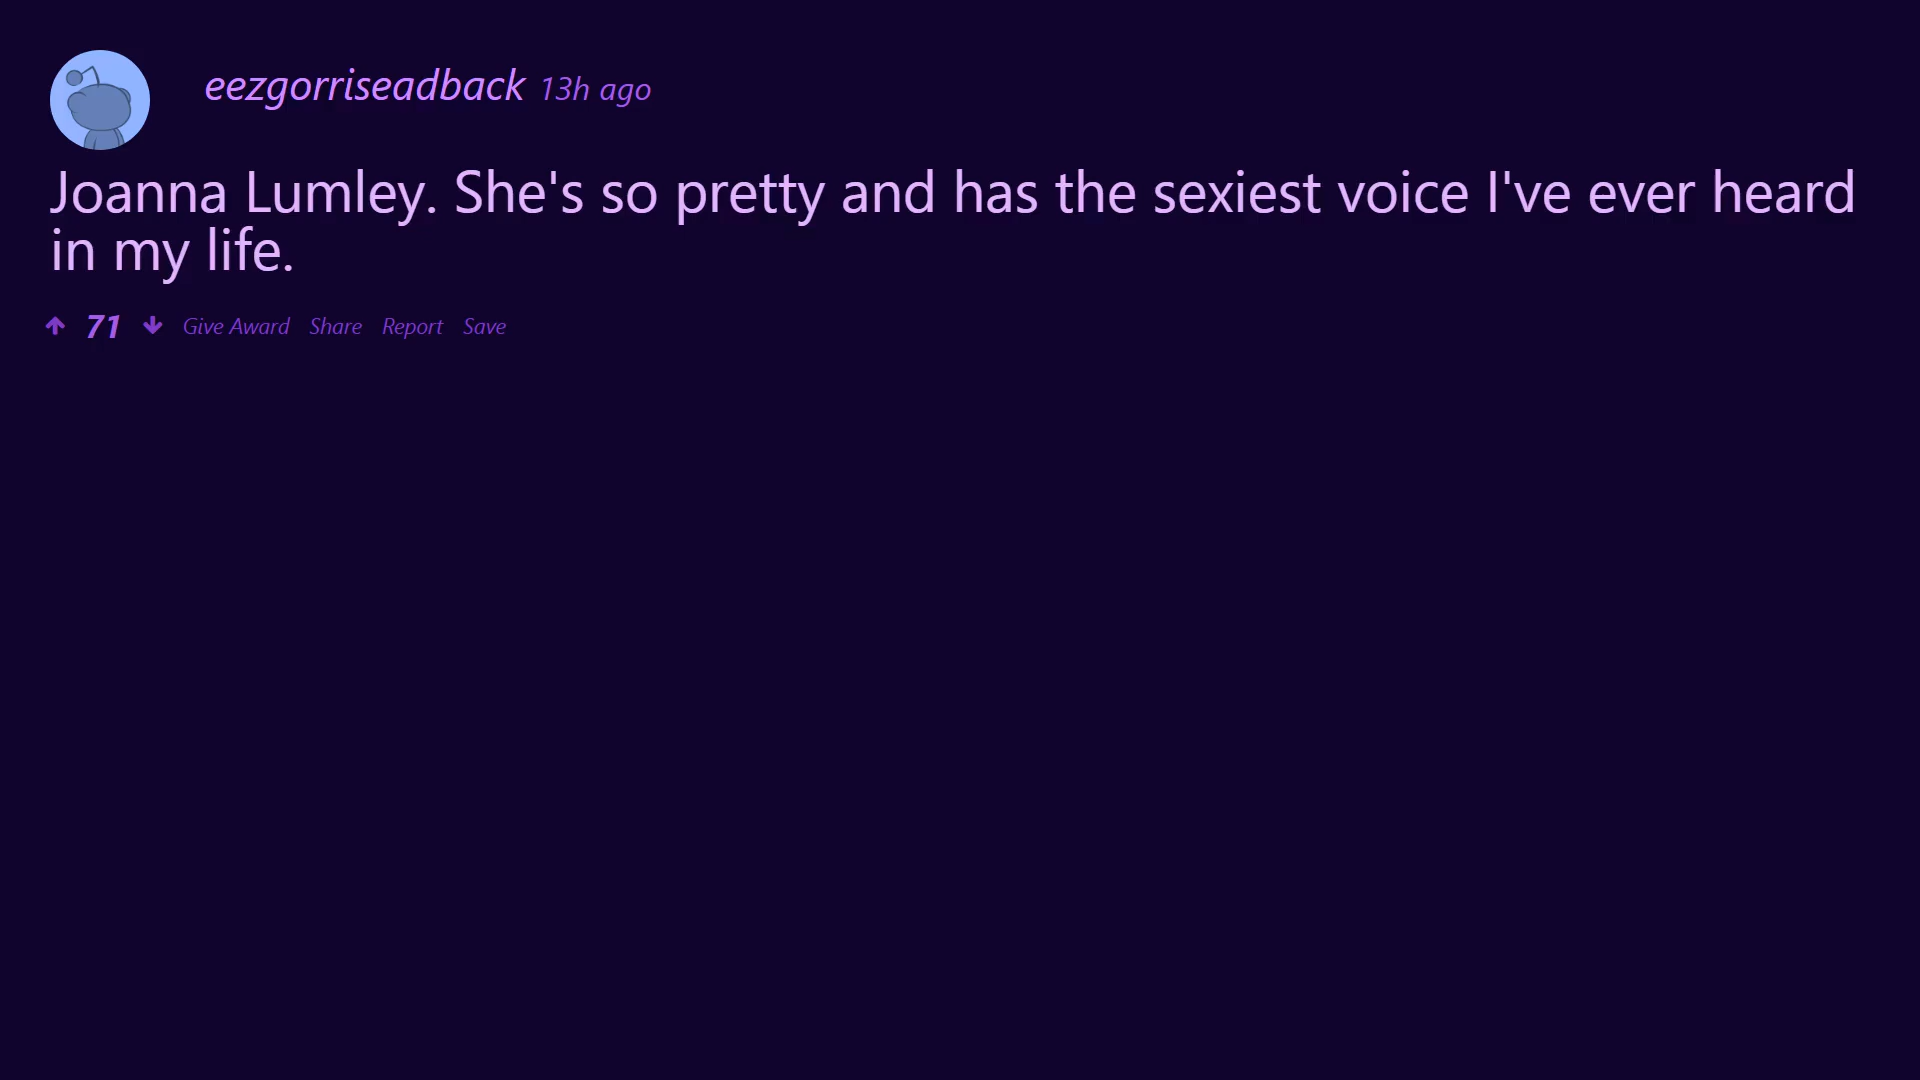 eezgorriseadback 13h ago
Joanna Lumley. She's so pretty and has the sexiest voice I've ever heard
in my life.
71 Give Award Share Report Save